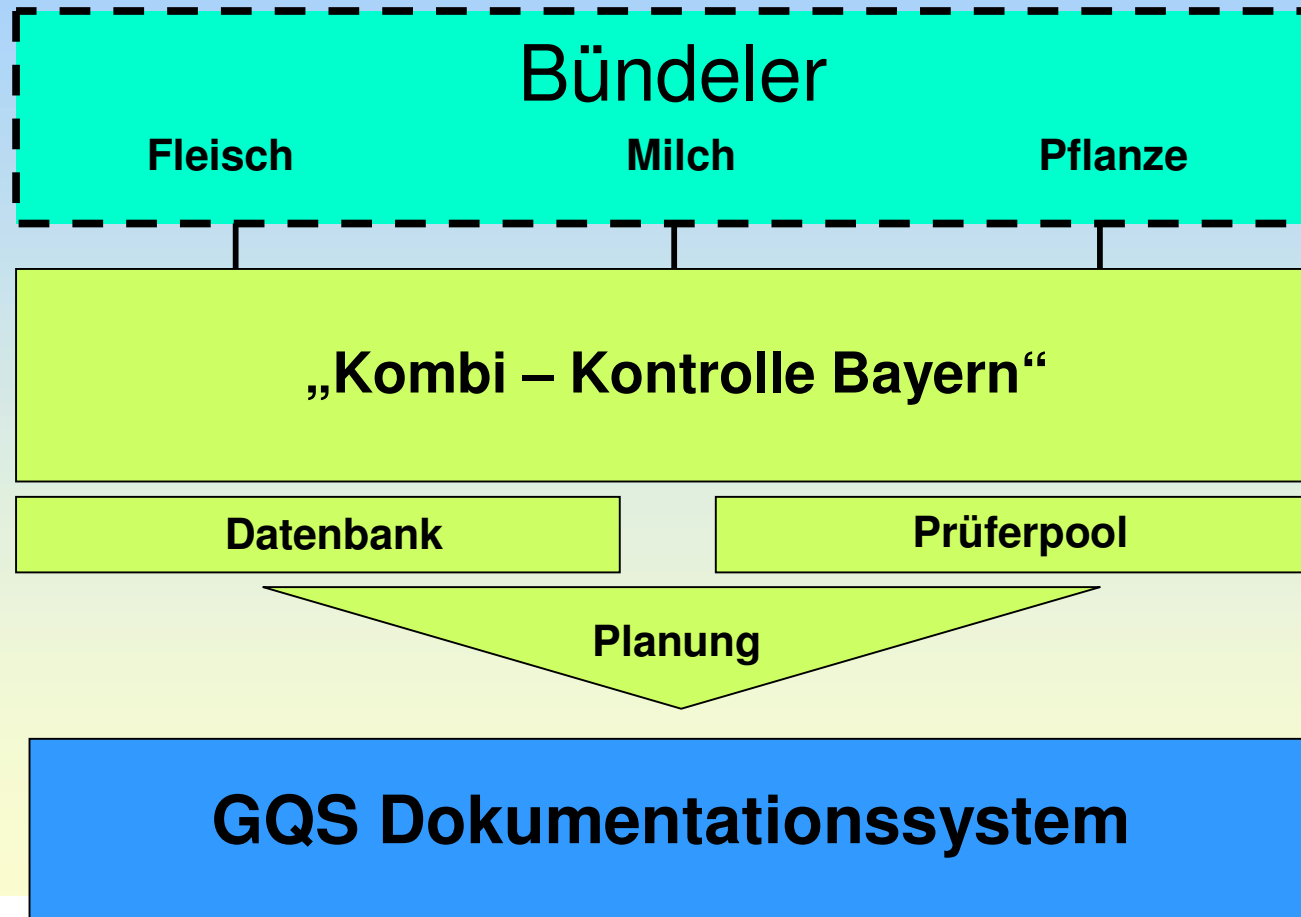 Bündeler
Fleisch Milch Pflanze
„Kombi – Kontrolle Bayern“
Datenbank Prüferpool
Planung
GQS Dokumentationssystem